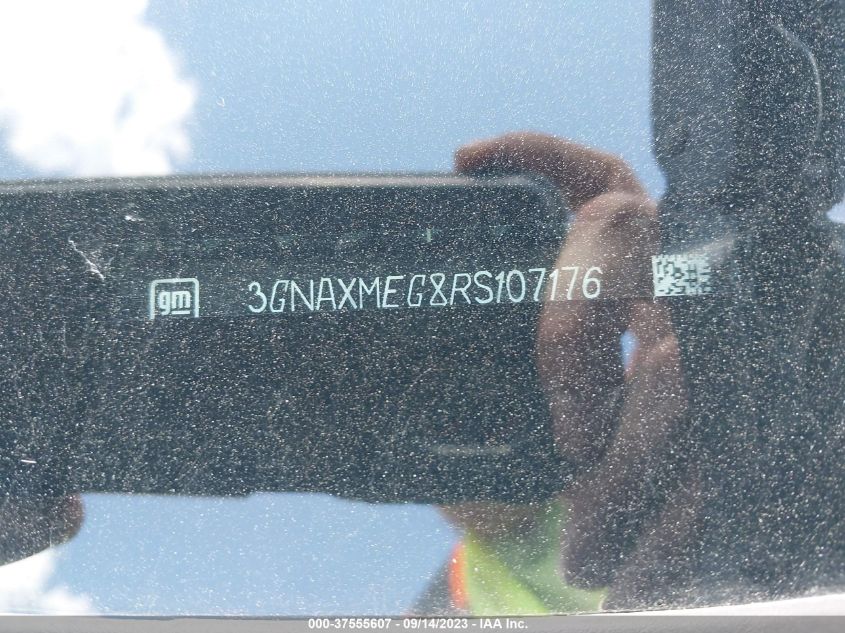 gm 3GNAXMEG8RS107176
000-37555607 - 09/14/2023 - IAA Inc.